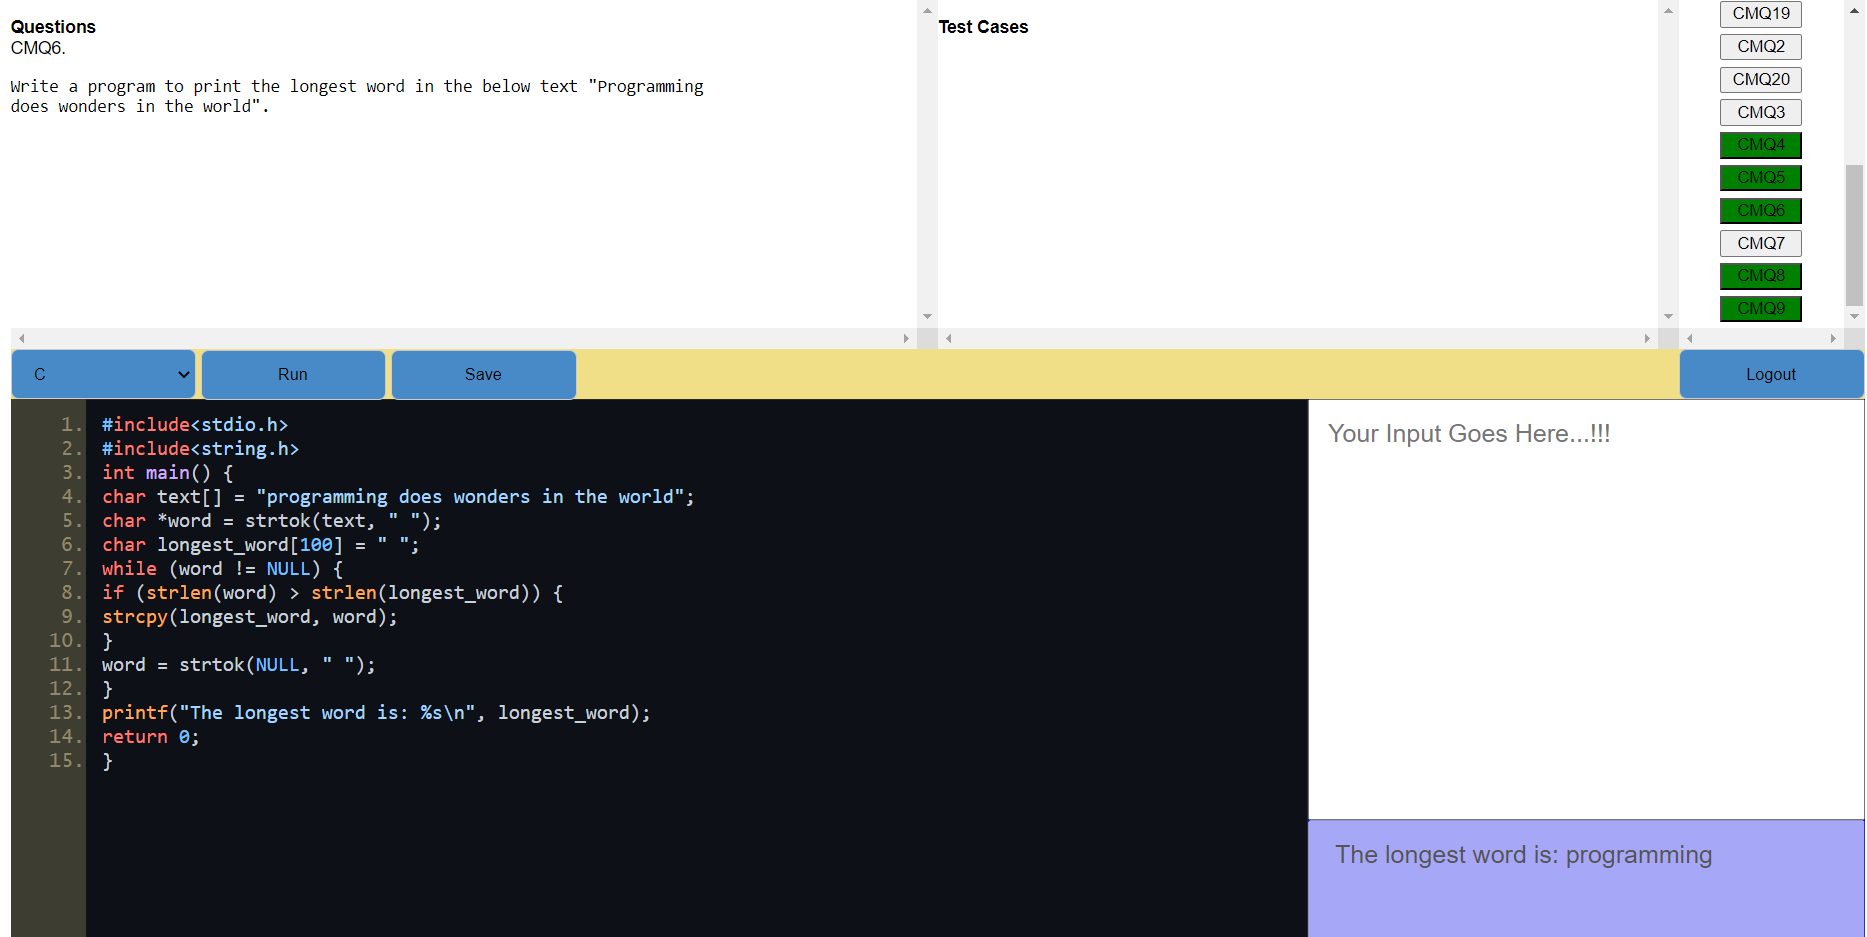 Questions
CMQ6.
Write a program to print the longest word in the below text "Programming
does wonders in the world".
Test Cases
CMQ19
CMQ2
CMQ20
CMQ3
CMQ4
CMQ5
CMQ6
CMQ7
CMQ8
CMQ9
C Run Save Logout
1. #include<stdio.h>
2. #include<string.h>
3. int main() {
4. char text[] = "programming does wonders in the world";
5. char *word = strtok(text, " ");
6. char longest_word[100] = " ";
7. while (word != NULL) {
8. if (strlen(word) > strlen(longest_word)) {
9. strcpy(longest_word, word);
10. }
11. word = strtok(NULL, " ");
12. }
13. printf("The longest word is: %s\n", longest_word);
14. return 0;
15. }
Your Input Goes Here...!!!
The longest word is: programming